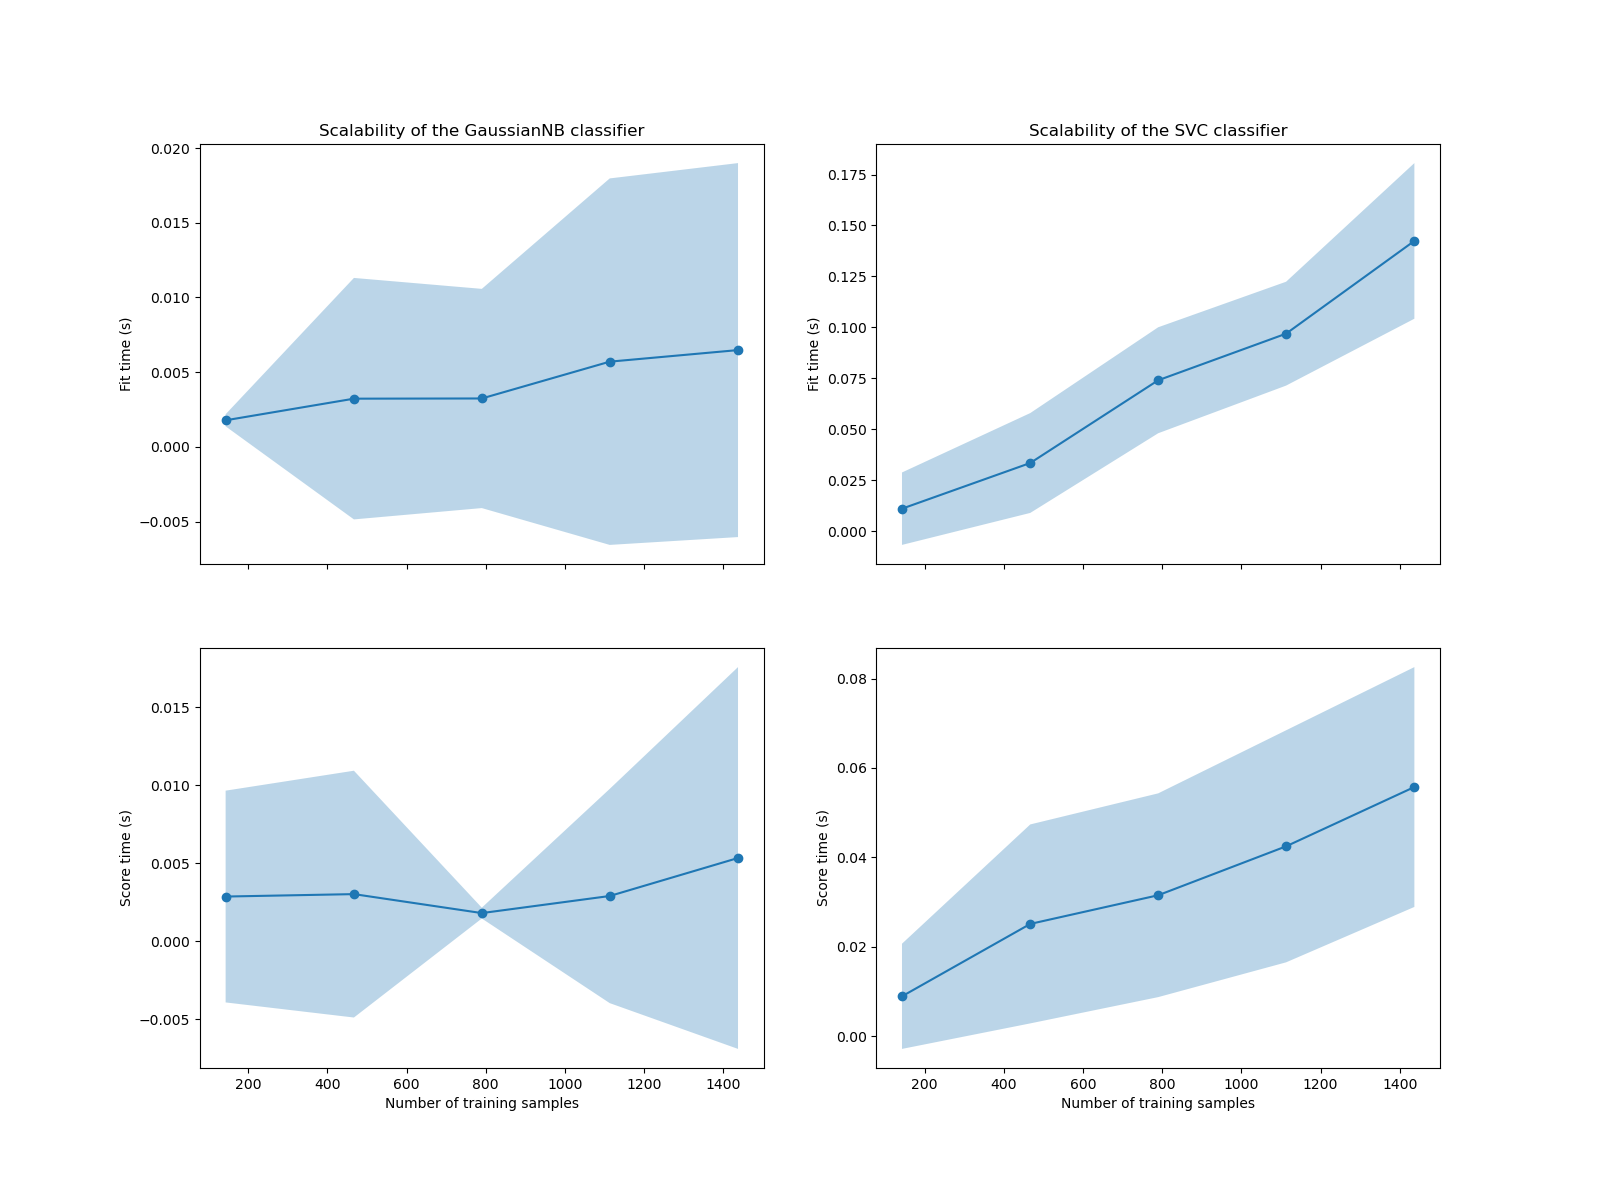 Scalability of the GaussianNB classifier
0.020
0.015
0.010
0.005
0.000
−0.005
Fit time (s)
Scalability of the SVC classifier
0.175
0.150
0.125
0.100
0.075
0.050
0.025
0.000
Fit time (s)
0.015
0.010
0.005
0.000
−0.005
Score time (s)
200 400 600 800 1000 1200 1400
Number of training samples
0.08
0.06
0.04
0.02
0.00
Score time (s)
200 400 600 800 1000 1200 1400
Number of training samples